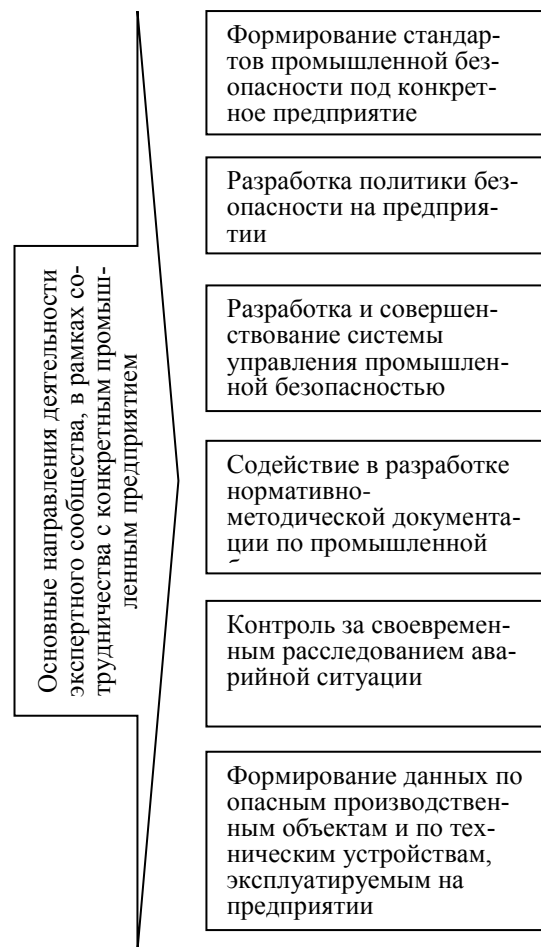 Основные направления деятельности
экспертного сообщества, в рамках со-
трудничества с конкретным промыш-
ленным предприятием
Формирование стандар-
тов промышленной без-
опасности под конкрет-
ное предприятие
Разработка политики без-
опасности на предприя-
тии
Разработка и совершен-
ствование системы
управления промышлен-
ной безопасностью
Содействие в разработке
нормативно-
методической документа-
ции по промышленной
Контроль за своевремен-
ным расследованием ава-
рийной ситуации
Формирование данных по
опасным производствен-
ным объектам и по тех-
ническим устройствам,
эксплуатируемым на
предприятии